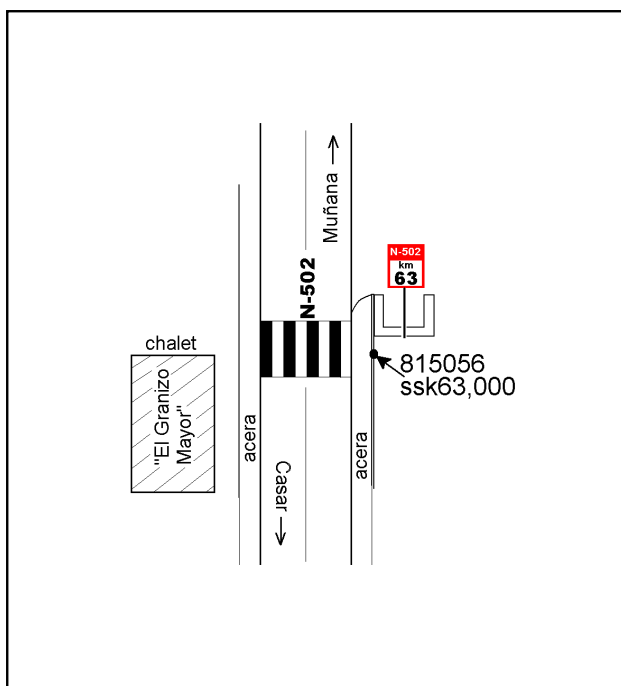 Muñana
N-502
N-502
km
63
chalet
"El Granizo
Mayor"
815056
ssk63,000
acera
Casar
acera